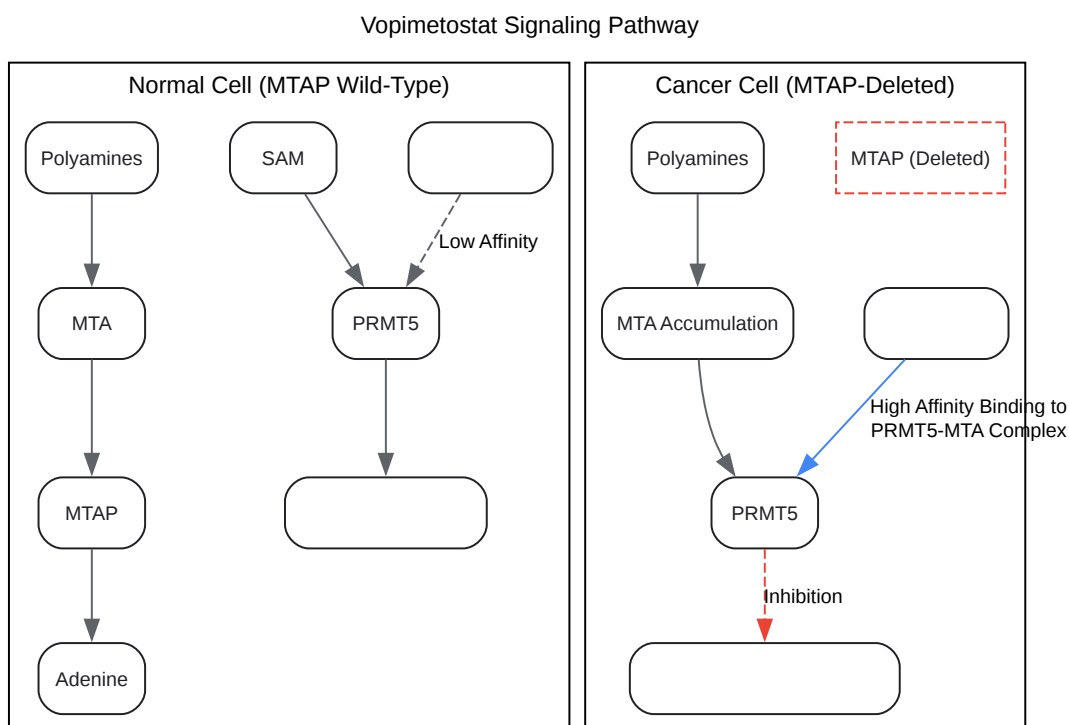 Vopimetostat Signaling Pathway
Normal Cell (MTAP Wild-Type)
Polyamines
SAM
Low Affinity
MTA
PRMT5
MTAP
Adenine
Cancer Cell (MTAP-Deleted)
Polyamines
MTAP (Deleted)
MTA Accumulation
High Affinity Binding to
PRMT5-MTA Complex
PRMT5
Inhibition